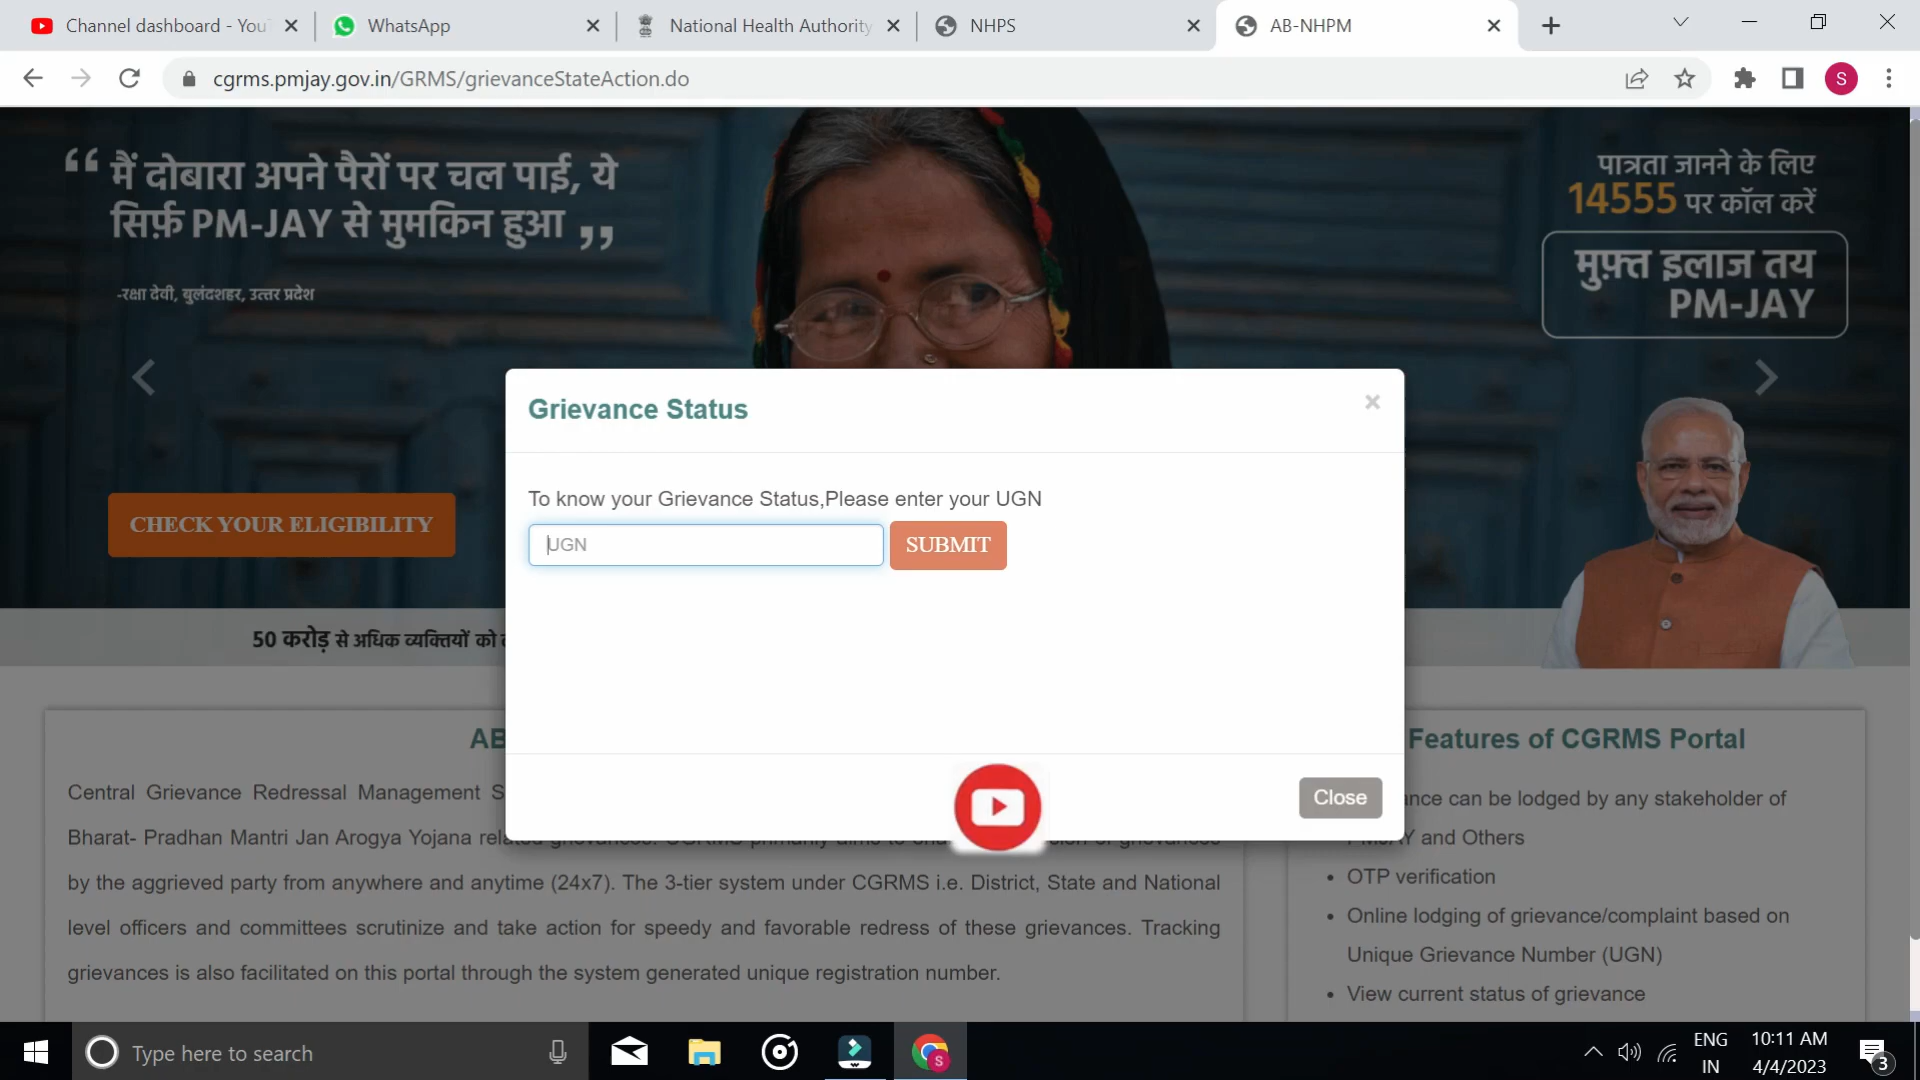 Channel dashboard - You
WhatsApp
National Health Authority
NHPS
AB-NHPM
cgrms.pmjay.gov.in/GRMS/grievanceStateAction.do
S
“ मैं दोबारा अपने पैरों पर चल पाई, ये
सिर्फ़ PM-JAY से मुमकिन हुआ ”
-रक्षा देवी, बुलंदशहर, उत्तर प्रदेश
CHECK YOUR ELIGIBILITY
पात्रता जानने के लिए
14555 पर कॉल करें
मुफ़्त इलाज तय
PM-JAY
50 करोड़ से अधिक व्यक्तियों को
Grievance Status
×
To know your Grievance Status,Please enter your UGN
UGN
SUBMIT
Close
AB
Central Grievance Redressal Management S
Bharat- Pradhan Mantri Jan Arogya Yojana
by the aggrieved party from anywhere and anytime (24x7). The 3-tier system under CGRMS i.e. District, State and National
level officers and committees scrutinize and take action for speedy and favorable redress of these grievances. Tracking
grievances is also facilitated on this portal through the system generated unique registration number.
Features of CGRMS Portal
ance can be lodged by any stakeholder of
PMJAY and Others
• OTP verification
• Online lodging of grievance/complaint based on
Unique Grievance Number (UGN)
• View current status of grievance
Type here to search
S
ENG
IN
10:11 AM
4/4/2023
3